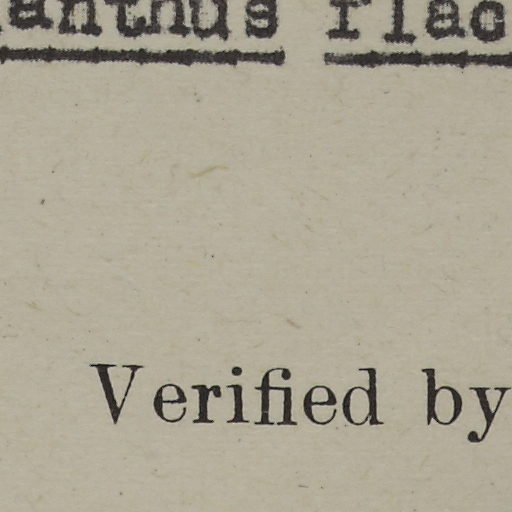 anthus flac
Verified by